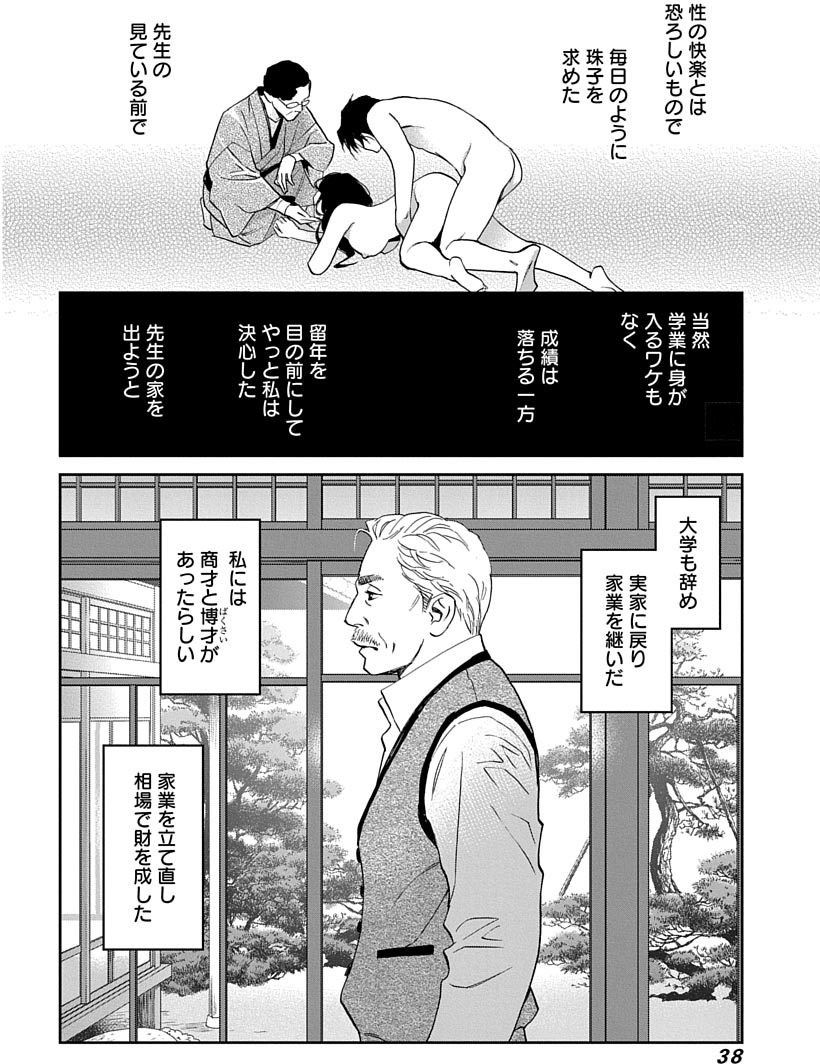 性の快楽とは
恐ろしいもので
毎日のように
珠子を
求めた
先生の
見ている前で
当然
学業に身が
入るワケも
なく
成績は
落ちる一方
留年を
目の前にして
やっと私は
決心した
先生の家を
出ようと
大学も辞め
実家に戻り
家業を継いだ
私には
商才と博才が
ばくさい
あったらしい
家業を立て直し
相場で財を成した
38